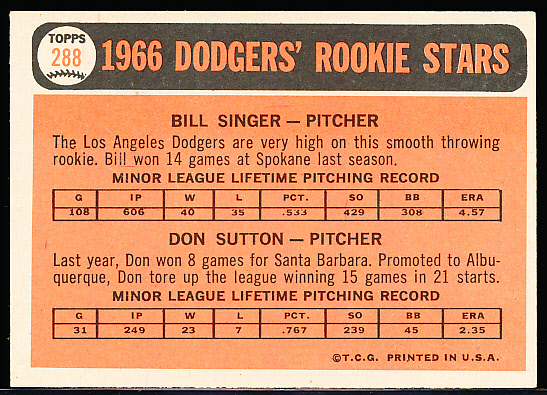 TOPPS
288
1966 DODGERS' ROOKIE STARS
BILL SINGER — PITCHER
The Los Angeles Dodgers are very high on this smooth throwing
rookie. Bill won 14 games at Spokane last season.
MINOR LEAGUE LIFETIME PITCHING RECORD
G IP W L PCT. SO BB ERA
108 606 40 35 .533 429 308 4.57
DON SUTTON — PITCHER
Last year, Don won 8 games for Santa Barbara. Promoted to Albu-
querque, Don tore up the league winning 15 games in 21 starts.
MINOR LEAGUE LIFETIME PITCHING RECORD
G IP W L PCT. SO BB ERA
31 249 23 7 .767 239 45 2.35
©T.C.G. PRINTED IN U.S.A.